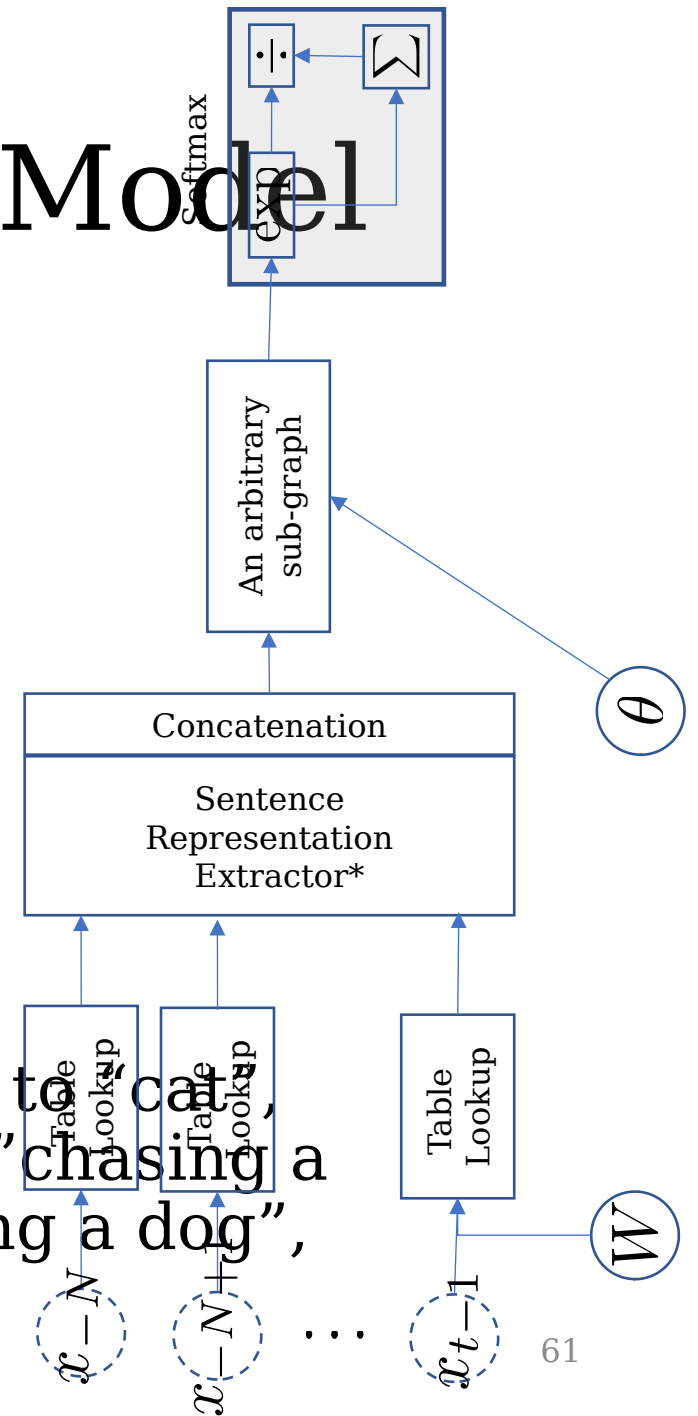 Model
Softmax
÷
Σ
exp
An arbitrary
sub-graph
θ
Concatenation
Sentence
Representation
Extractor*
Table
Lookup
Table
Lookup
Table
Lookup
to “cat”,
”chasing a
ng a dog”,
W
x−N
x−N+1
…
xt−1
61